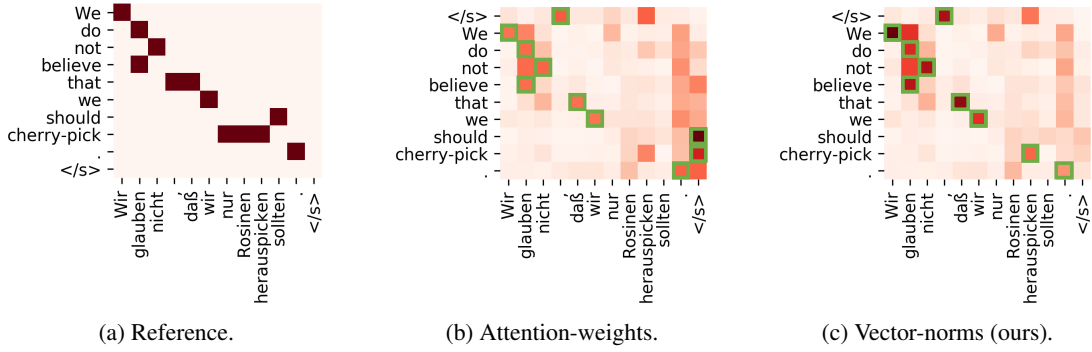 We
do
not
believe
that
we
should
cherry-pick
.
</s>
Wir
glauben
nicht
,
daß
wir
nur
Rosinen
herauspicken
sollten
.
</s>
(a) Reference.
</s>
We
do
not
believe
that
we
should
cherry-pick
.
Wir
glauben
nicht
,
daß
wir
nur
Rosinen
herauspicken
sollten
.
</s>
(b) Attention-weights.
</s>
We
do
not
believe
that
we
should
cherry-pick
.
Wir
glauben
nicht
,
daß
wir
nur
Rosinen
herauspicken
sollten
.
</s>
(c) Vector-norms (ours).